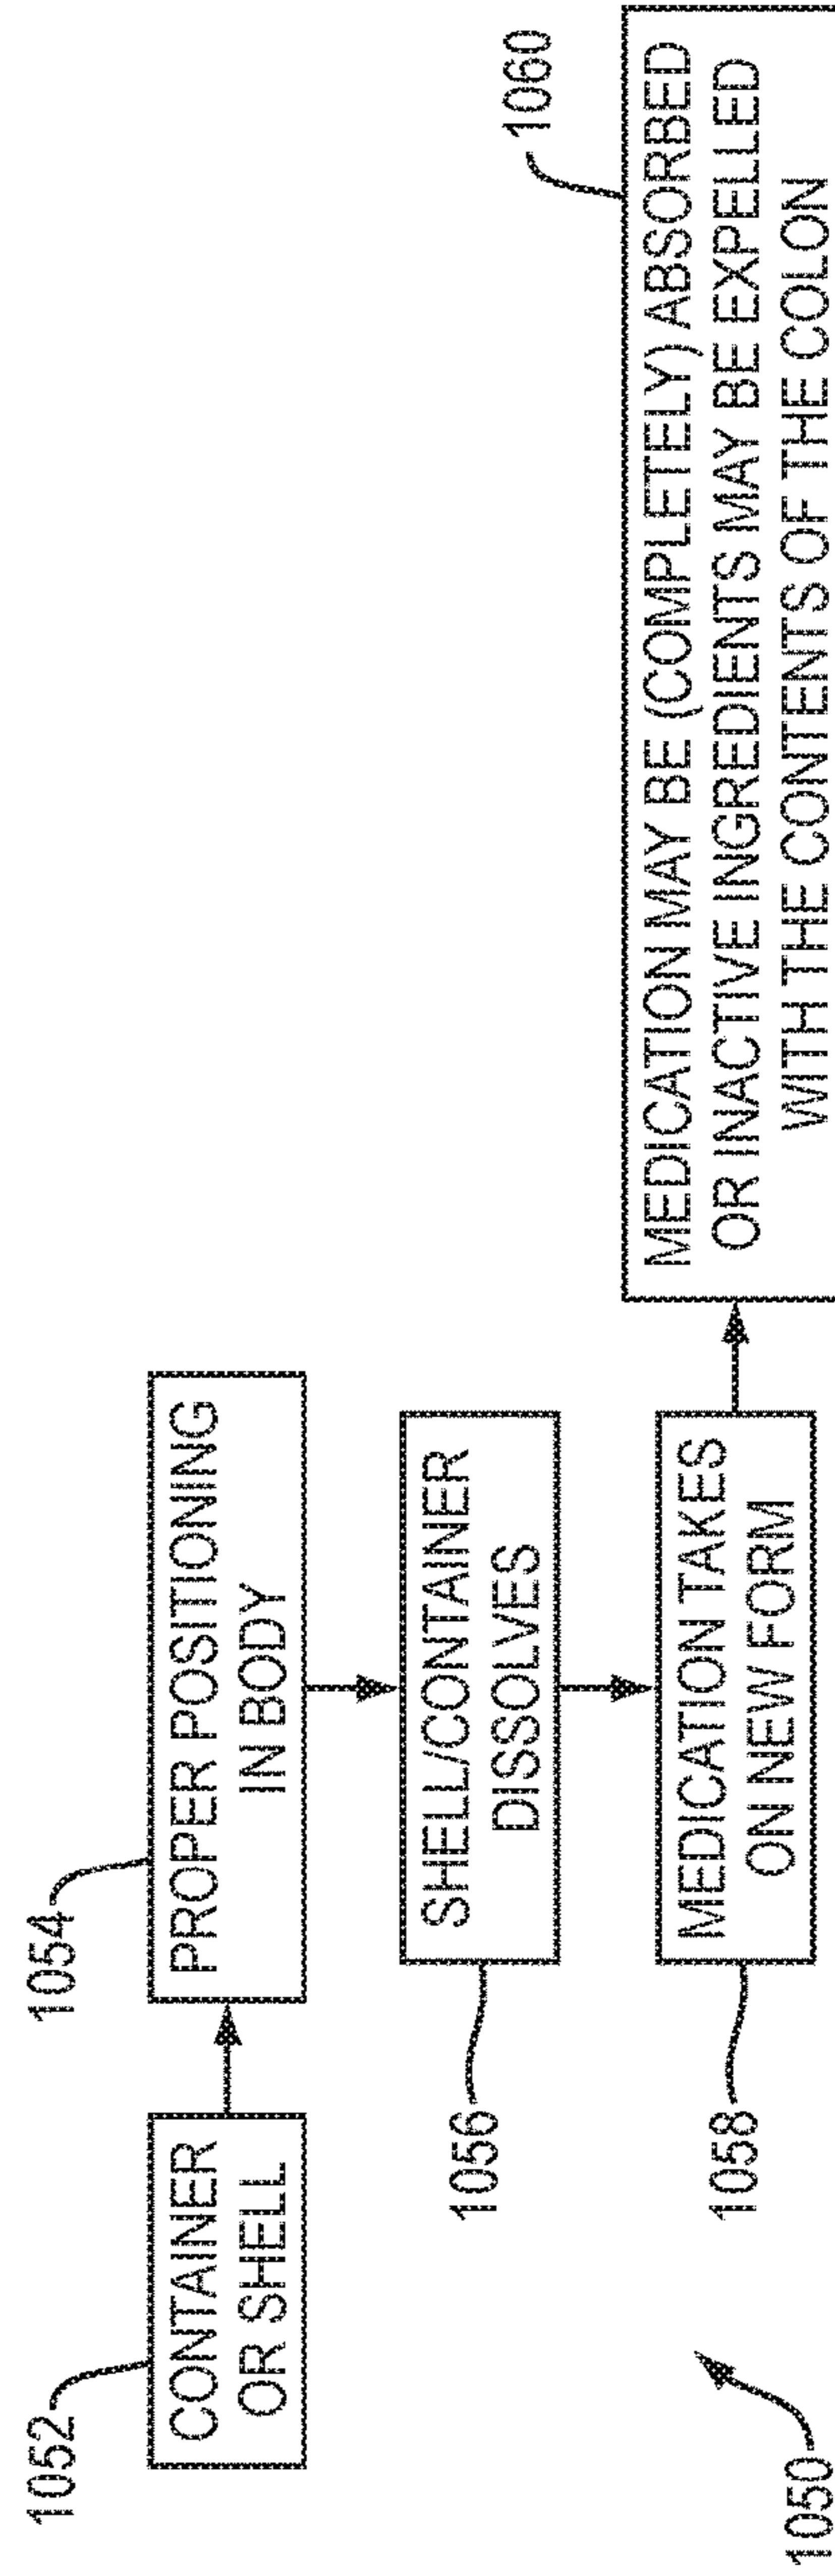 1052
CONTAINER
OR SHELL
1054
PROPER POSITIONING
IN BODY
1056
SHELL/CONTAINER
DISSOLVES
1058
MEDICATION TAKES
ON NEW FORM
1060
MEDICATION MAY BE (COMPLETELY) ABSORBED
OR INACTIVE INGREDIENTS MAY BE EXPELLED
WITH THE CONTENTS OF THE COLON
1050